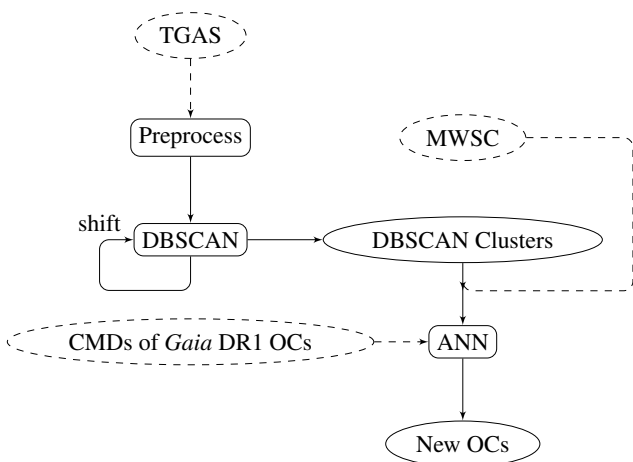 TGAS
Preprocess
MWSC
shift
DBSCAN
DBSCAN Clusters
CMDs of Gaia DR1 OCs
ANN
New OCs